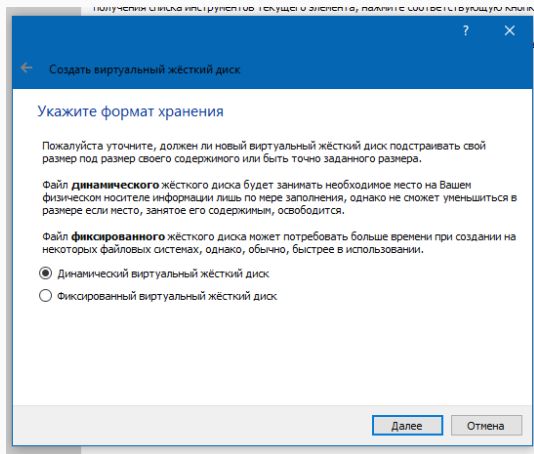 получения списка инструментов текущего элемента, нажмите соответствующую кнопк
?
Создать виртуальный жёсткий диск
Укажите формат хранения
Пожалуйста уточните, должен ли новый виртуальный жёсткий диск подстраивать свой
размер под размер своего содержимого или быть точно заданного размера.
Файл динамического жёсткого диска будет занимать необходимое место на Вашем
физическом носителе информации лишь по мере заполнения, однако не сможет уменьшиться в
размере если место, занятое его содержимым, освободится.
Файл фиксированного жёсткого диска может потребовать больше времени при создании на
некоторых файловых системах, однако, обычно, быстрее в использовании.
Динамический виртуальный жёсткий диск
Фиксированный виртуальный жёсткий диск
Далее Отмена